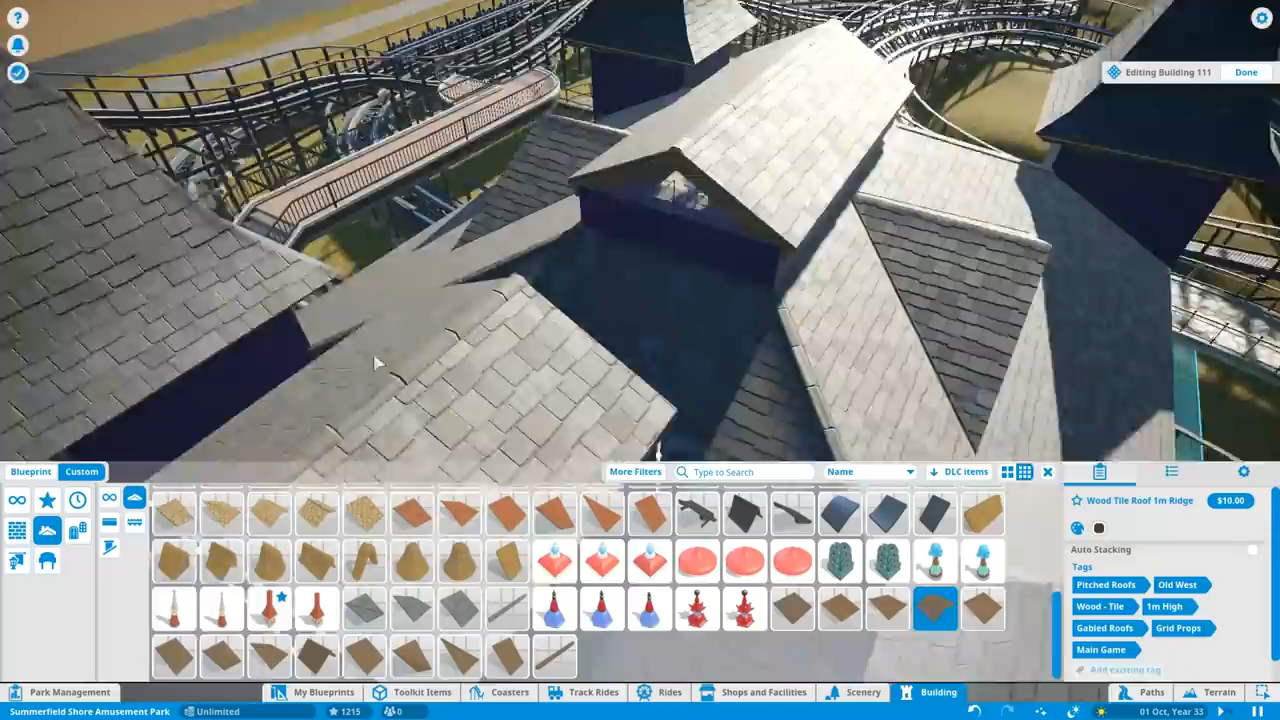 ?
Editing Building 111 Done
Blueprint Custom
More Filters Type to Search Name DLC items
Wood Tile Roof 1m Ridge $10.00
Auto Stacking
Tags
Pitched Roofs Old West
Wood - Tile 1m High
Gabled Roofs Grid Props
Main Game
Add existing tag
Park Management My Blueprints Toolkit Items Coasters Track Rides Rides Shops and Facilities Scenery Building Paths Terrain
Summerfield Shore Amusement Park Unlimited 1215 0 01 Oct, Year 33